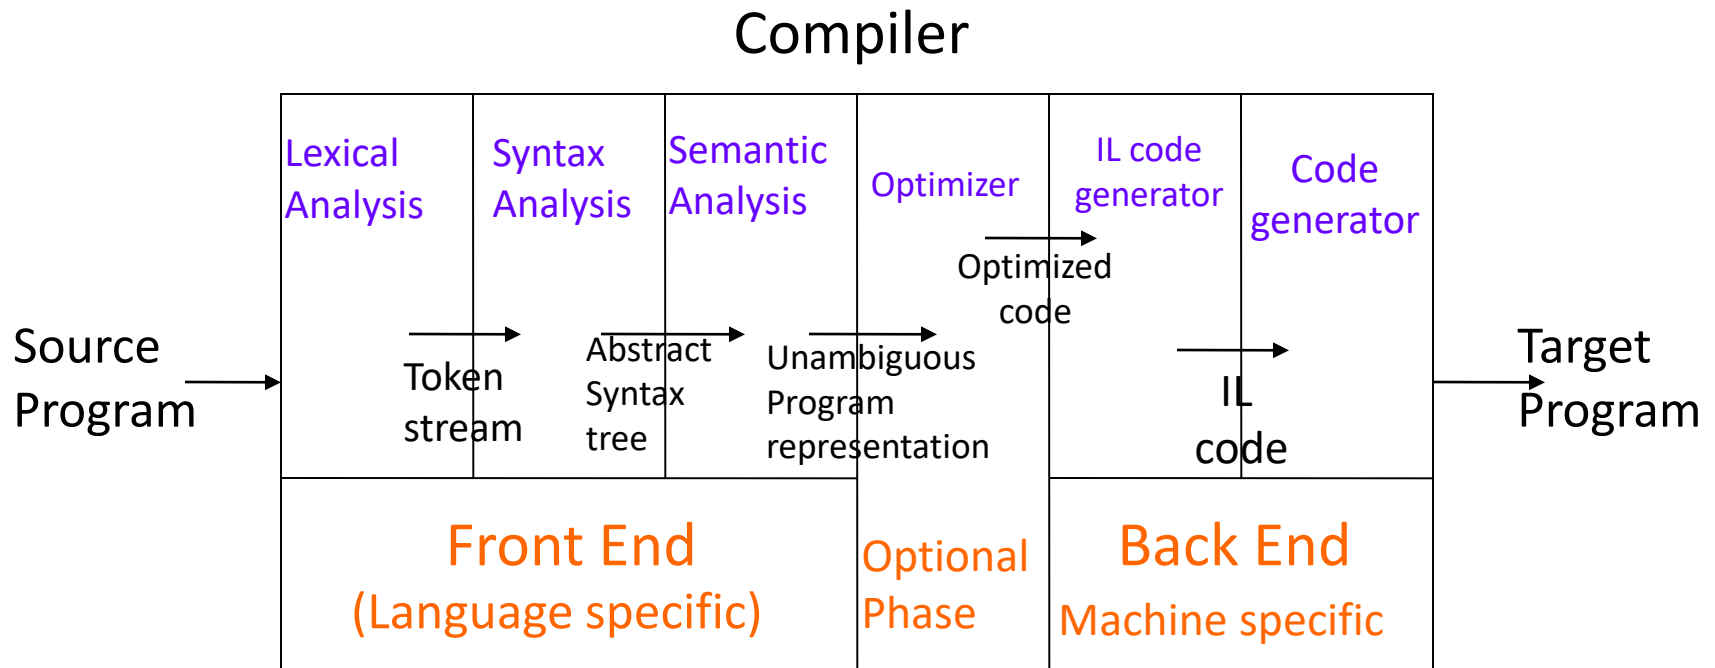 Compiler
Lexical
Analysis
Syntax
Analysis
Semantic
Analysis
Optimizer
IL code
generator
Code
generator
Optimized
code
Source
Program
Token
stream
Abstract
Syntax
tree
Unambiguous
Program
representation
IL
code
Target
Program
Front End
(Language specific)
Optional
Phase
Back End
Machine specific